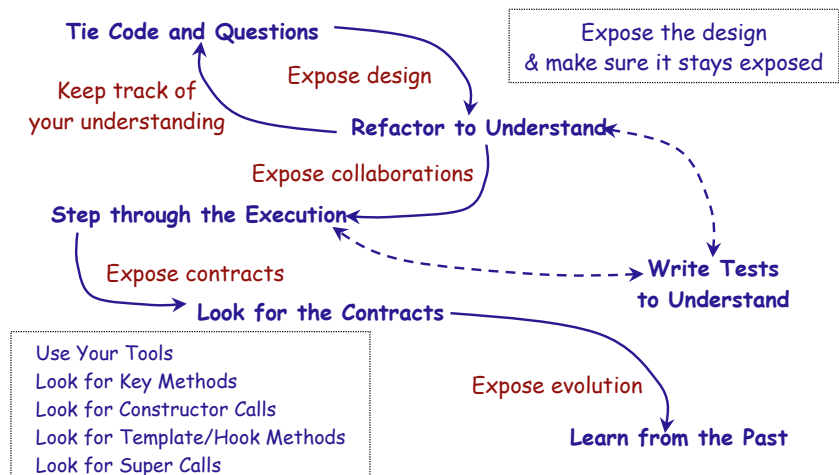 Tie Code and Questions
Expose the design
& make sure it stays exposed
Expose design
Keep track of
your understanding
Refactor to Understand
Expose collaborations
Step through the Execution
Expose contracts
Write Tests
to Understand
Look for the Contracts
Use Your Tools
Look for Key Methods
Look for Constructor Calls
Look for Template/Hook Methods
Look for Super Calls
Expose evolution
Learn from the Past